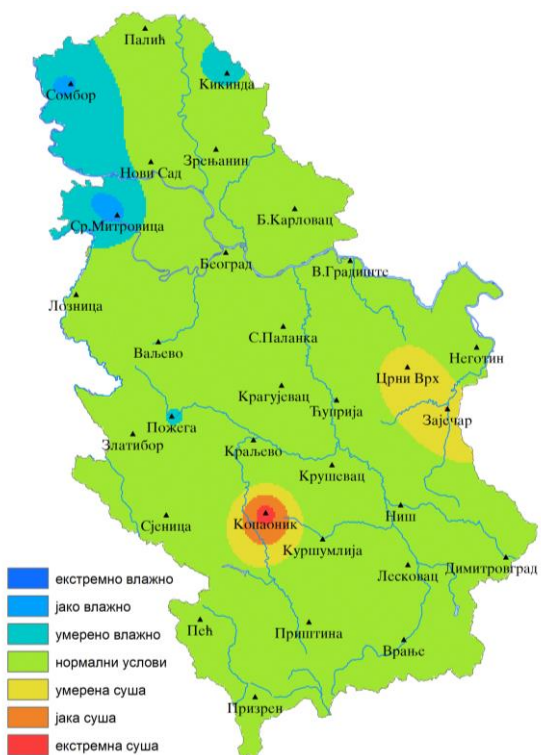 Палић
Кикинда
Сомбор
Зрењанин
Нови Сад
Б.Карловац
Ср.Митровица
Београд
В.Градиште
Лозница
С.Паланка
Ваљево
Неготин
Црни Врх
Крагујевац
Ћуприја
Зајечар
Пожега
Златибор
Краљево
Крушевац
Копаоник
Ниш
Сјеница
Куршумлија
Димитровград
Лесковац
Пећ
Приштина
Врање
Призрен
екстремно влажно
јако влажно
умерено влажно
нормални услови
умерена суша
јака суша
екстремна суша